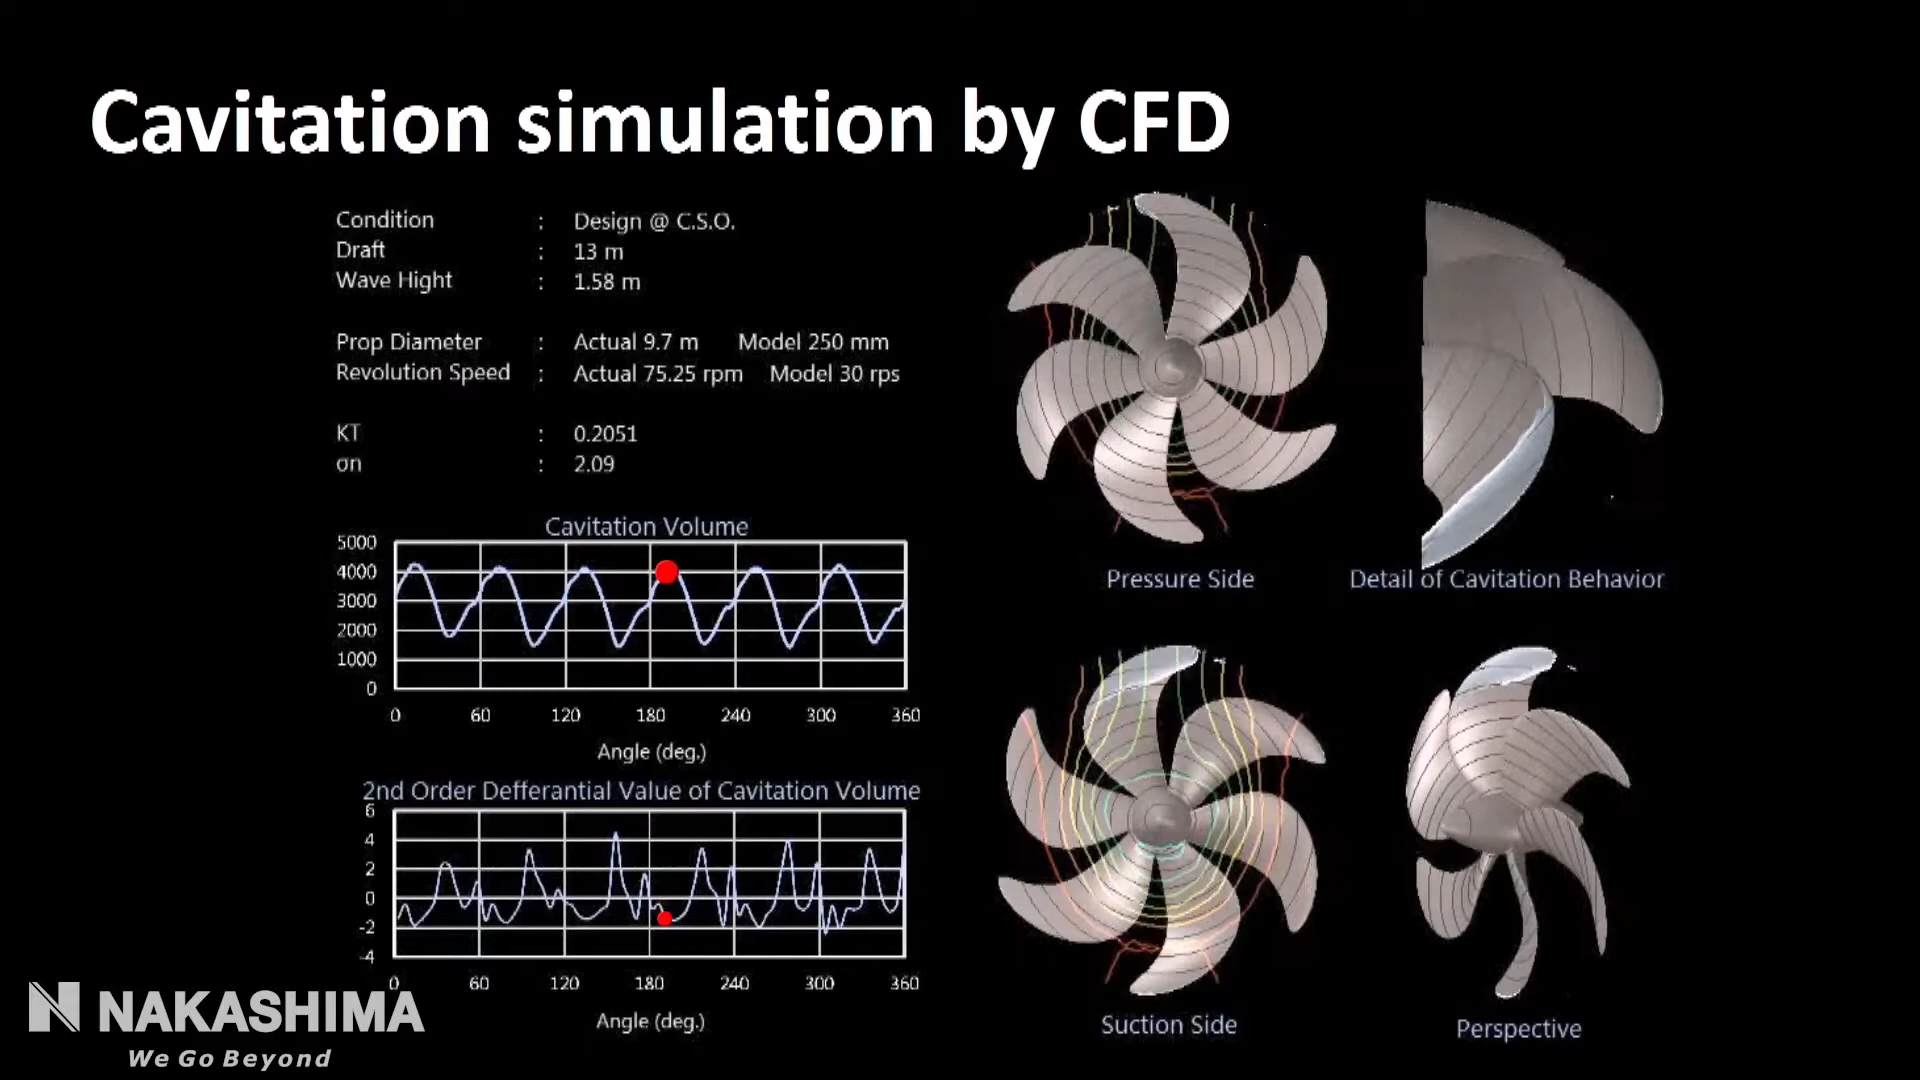 Cavitation simulation by CFD
Condition : Design @ C.S.O.
Draft : 13 m
Wave Hight : 1.58 m
Prop Diameter : Actual 9.7 m Model 250 mm
Revolution Speed : Actual 75.25 rpm Model 30 rps
KT : 0.2051
σn : 2.09
Cavitation Volume
5000
4000
3000
2000
1000
0
0 60 120 180 240 300 360
Angle (deg.)
2nd Order Defferantial Value of Cavitation Volume
6
4
2
0
-2
-4
0 60 120 180 240 300 360
Angle (deg.)
Pressure Side
Detail of Cavitation Behavior
Suction Side
Perspective
NAKASHIMA
We Go Beyond